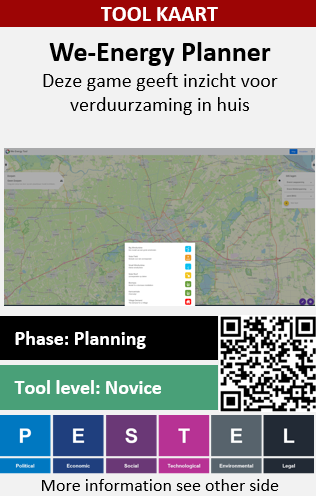 TOOL KAART
We-Energy Planner
Deze game geeft inzicht voor
verduurzaming in huis
Phase: Planning
Tool level: Novice
P E S T E L
Political Economic Social Technological Environmental Legal
More information see other side